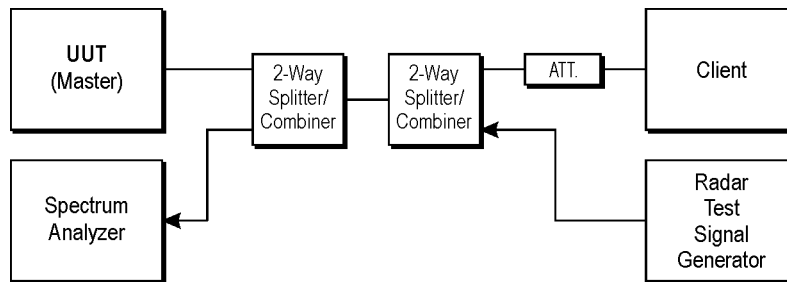 UUT
(Master)
2-Way
Splitter/
Combiner
2-Way
Splitter/
Combiner
ATT.
Client
Spectrum
Analyzer
Radar
Test
Signal
Generator